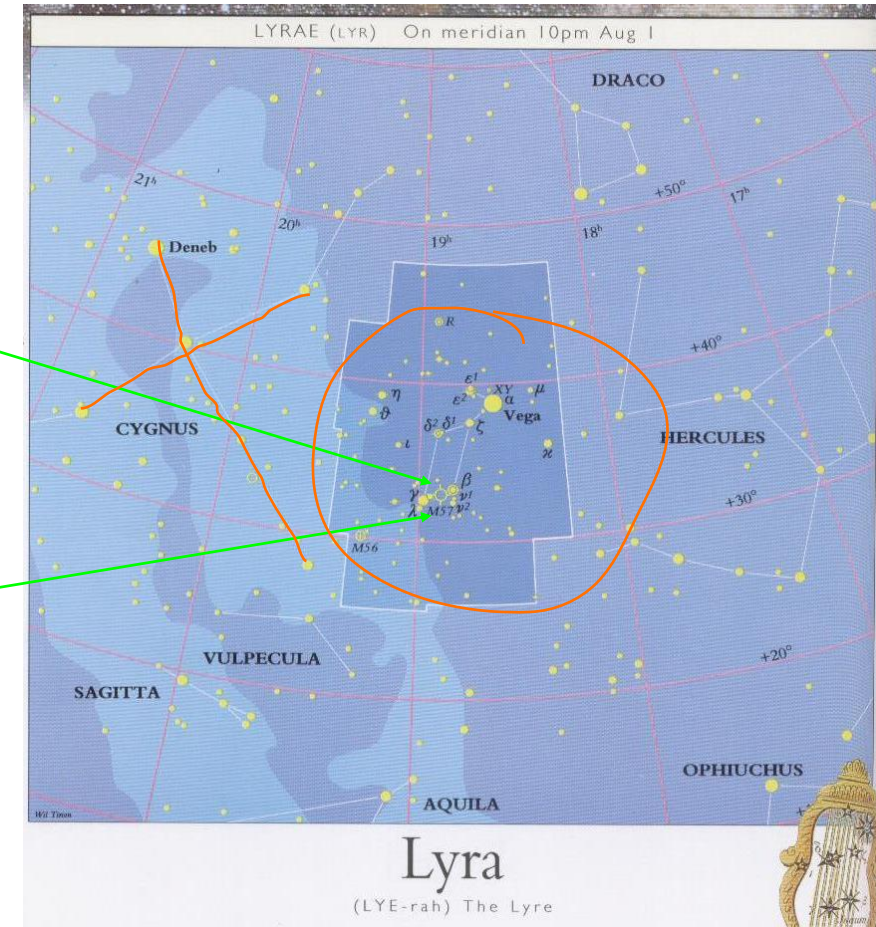 LYRAE (LYR) On meridian 10pm Aug 1
DRACO
21h
+50°
17h
20h
19h
18h
Deneb
R
+40°
ε1
XY
μ
η
ε2
α
Vega
θ
ζ
CYGNUS
δ2 δ1
HERCULES
ι
ϰ
β
+30°
γ
ν1
λ
M57
ν2
M56
VULPECULA
+20°
SAGITTA
OPHIUCHUS
AQUILA
Wil Tirion
Lyra
(LYE-rah) The Lyre